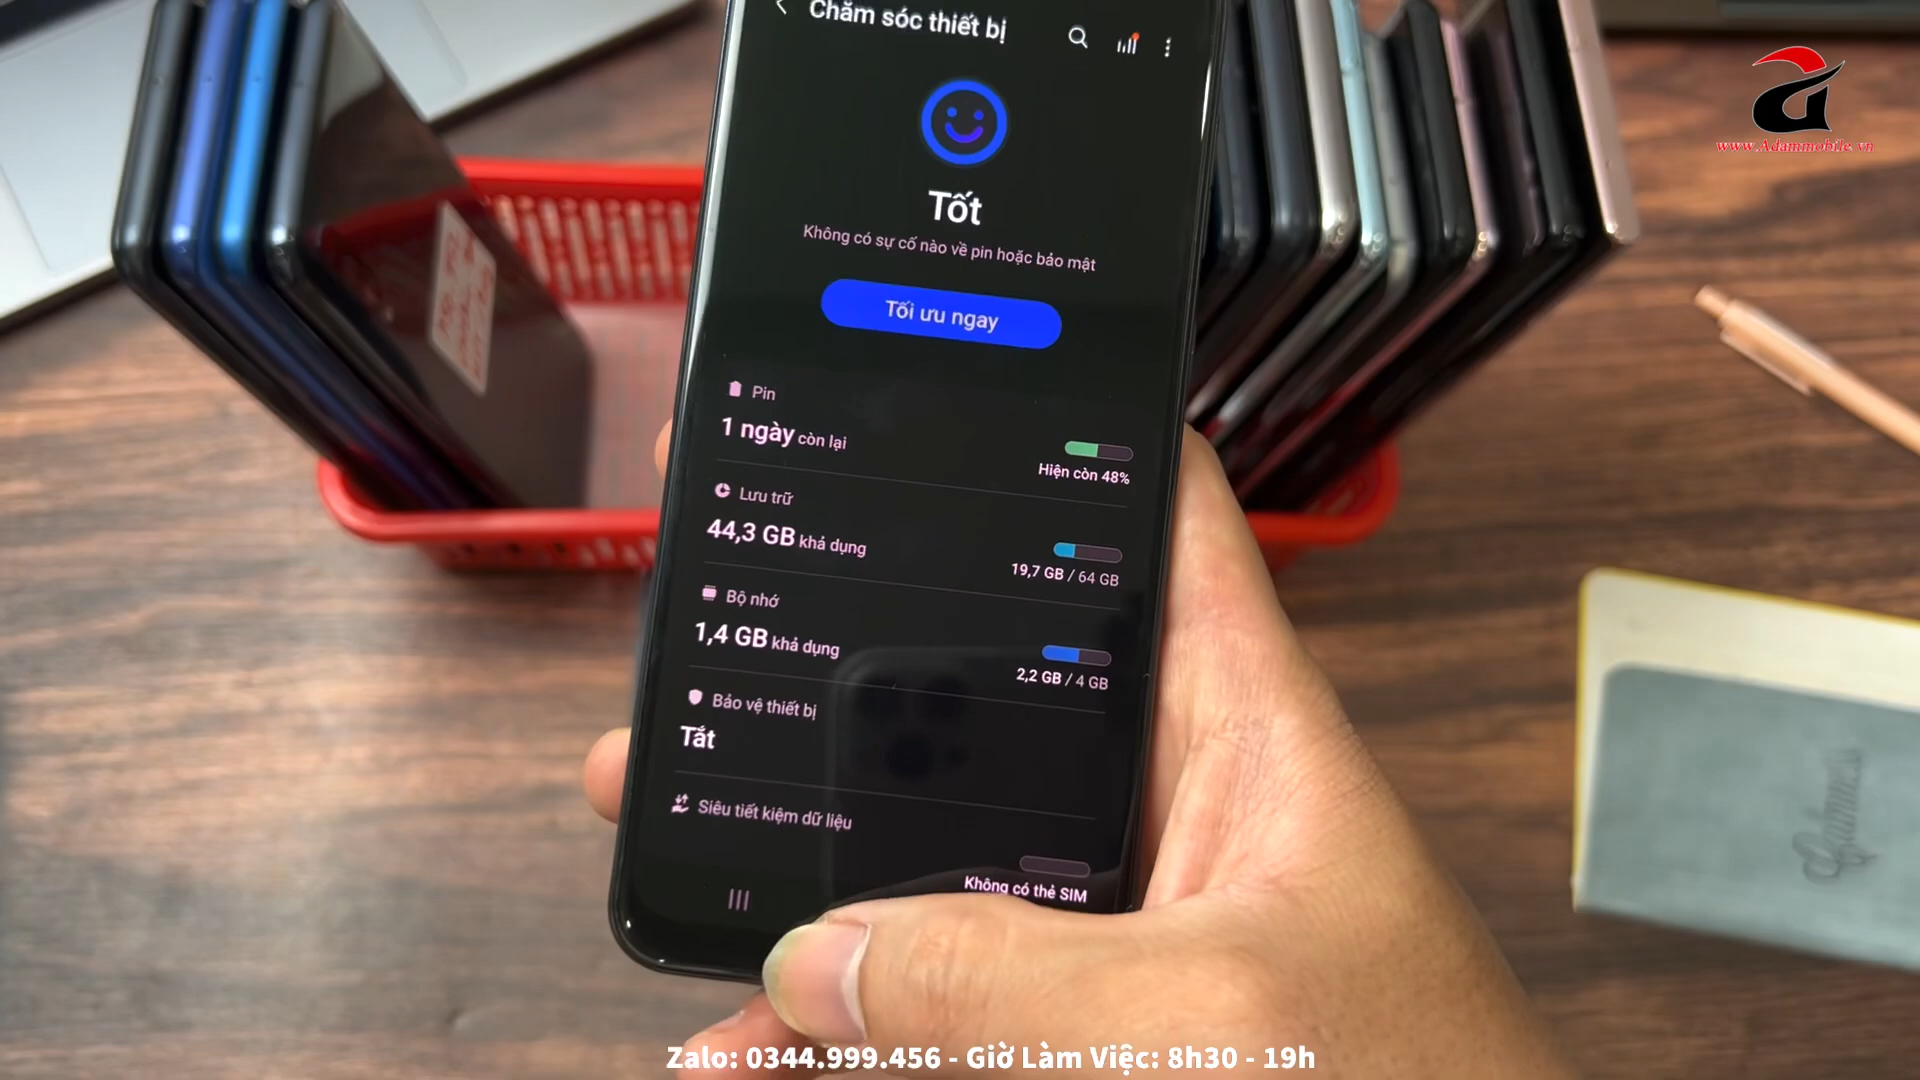 Chăm sóc thiết bị
Tốt
Không có sự cố nào về pin hoặc bảo mật
Tối ưu ngay
Pin
1 ngày còn lại
Hiện còn 48%
Lưu trữ
44,3 GB khả dụng
19,7 GB / 64 GB
Bộ nhớ
1,4 GB khả dụng
2,2 GB / 4 GB
Bảo vệ thiết bị
Tắt
Siêu tiết kiệm dữ liệu
Không có thẻ SIM
www.Adammobile.vn
Zalo: 0344.999.456 - Giờ Làm Việc: 8h30 - 19h